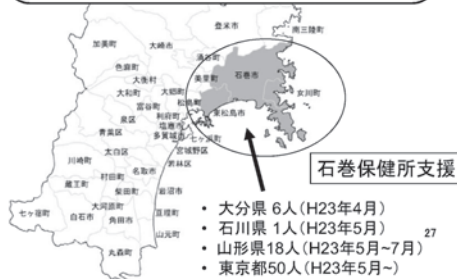 登米市
南三陸町
加美町
大崎市
涌谷町
色麻町
美里町
石巻市
大衡村
女川町
大和町
大郷町
松島町
富谷町
東松島市
利府町
泉区
塩竈市
多賀城市
青葉区
七ヶ浜町
宮城野区
太白区
若林区
川崎町
名取市
村田町
蔵王町
柴田町
岩沼市
大河原町
七ヶ宿町
亘理町
白石市
角田市
山元町
丸森町
石巻保健所支援
・ 大分県 6人(H23年4月)
・ 石川県 1人(H23年5月)
27
・ 山形県18人(H23年5月~7月)
・ 東京都50人(H23年5月~)